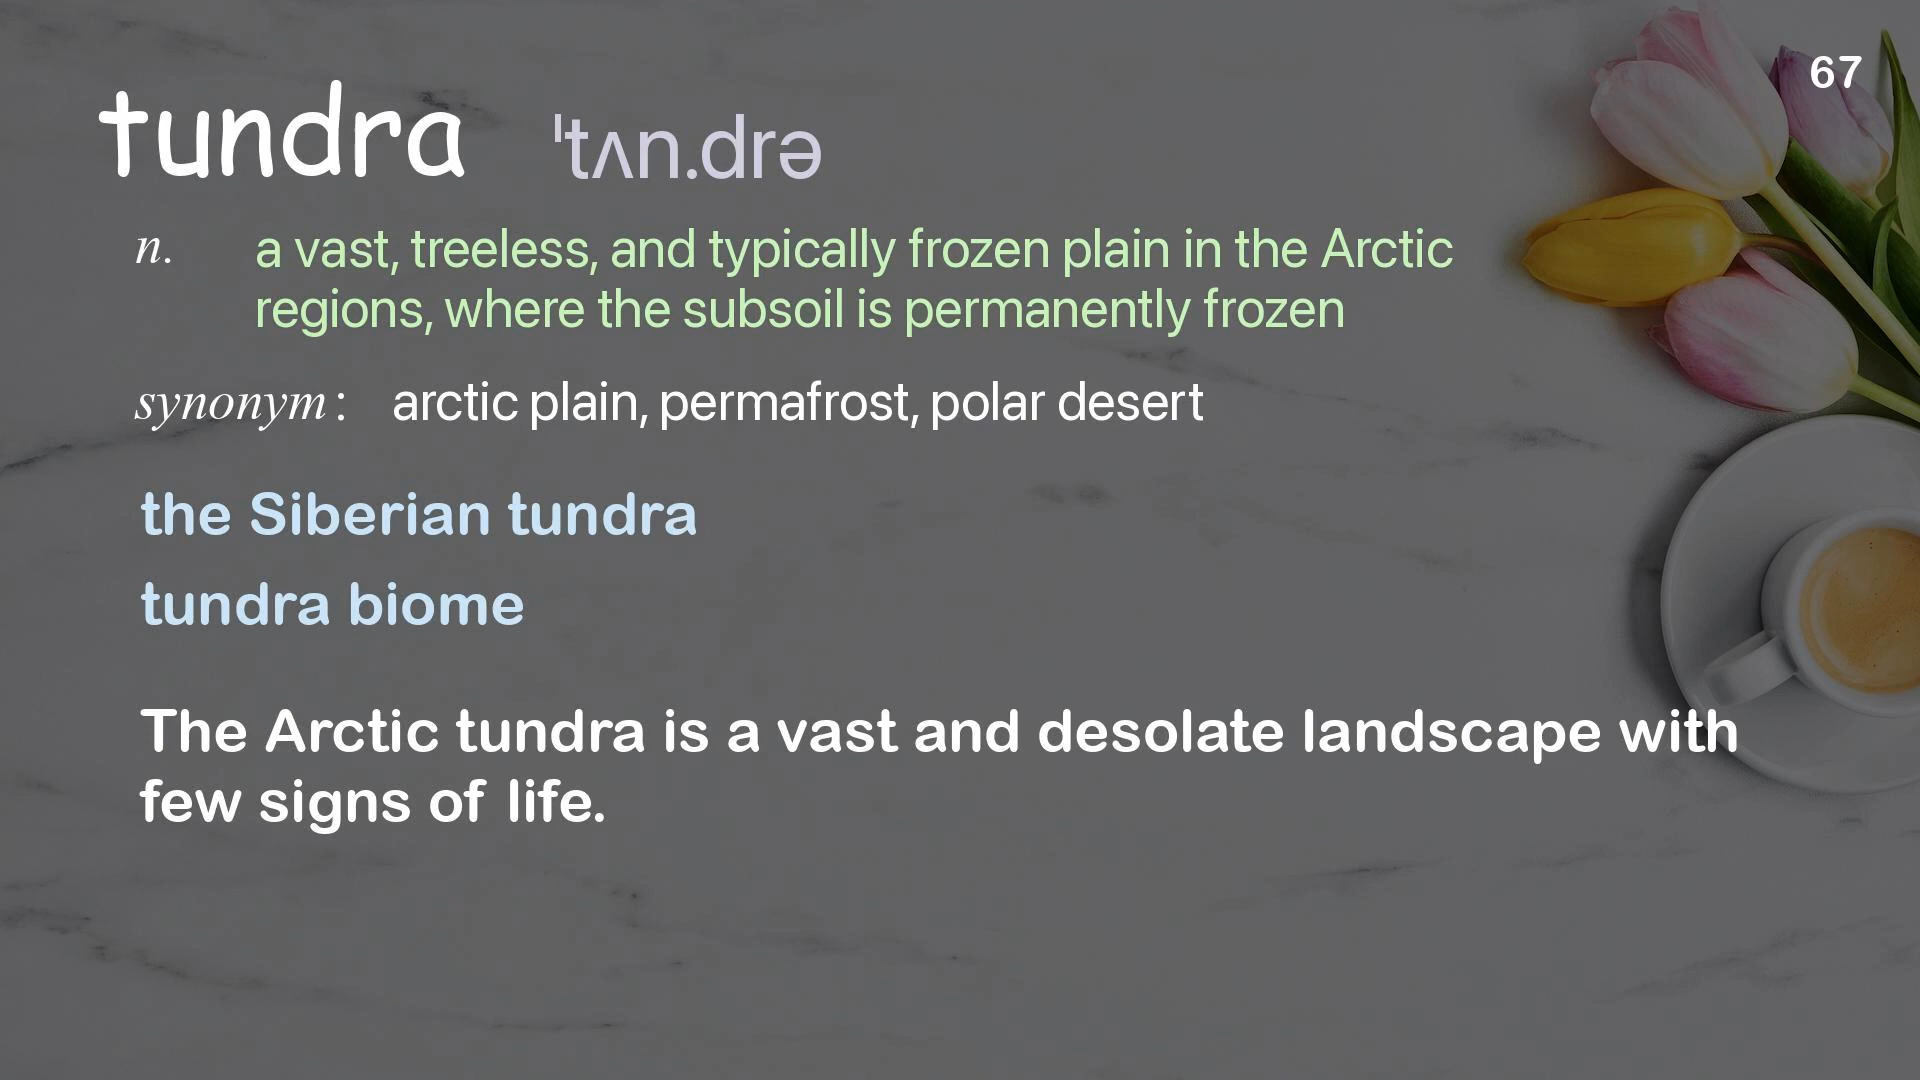 67
tundra ˈtʌn.drə
n. a vast, treeless, and typically frozen plain in the Arctic
regions, where the subsoil is permanently frozen
synonym: arctic plain, permafrost, polar desert
the Siberian tundra
tundra biome
The Arctic tundra is a vast and desolate landscape with
few signs of life.